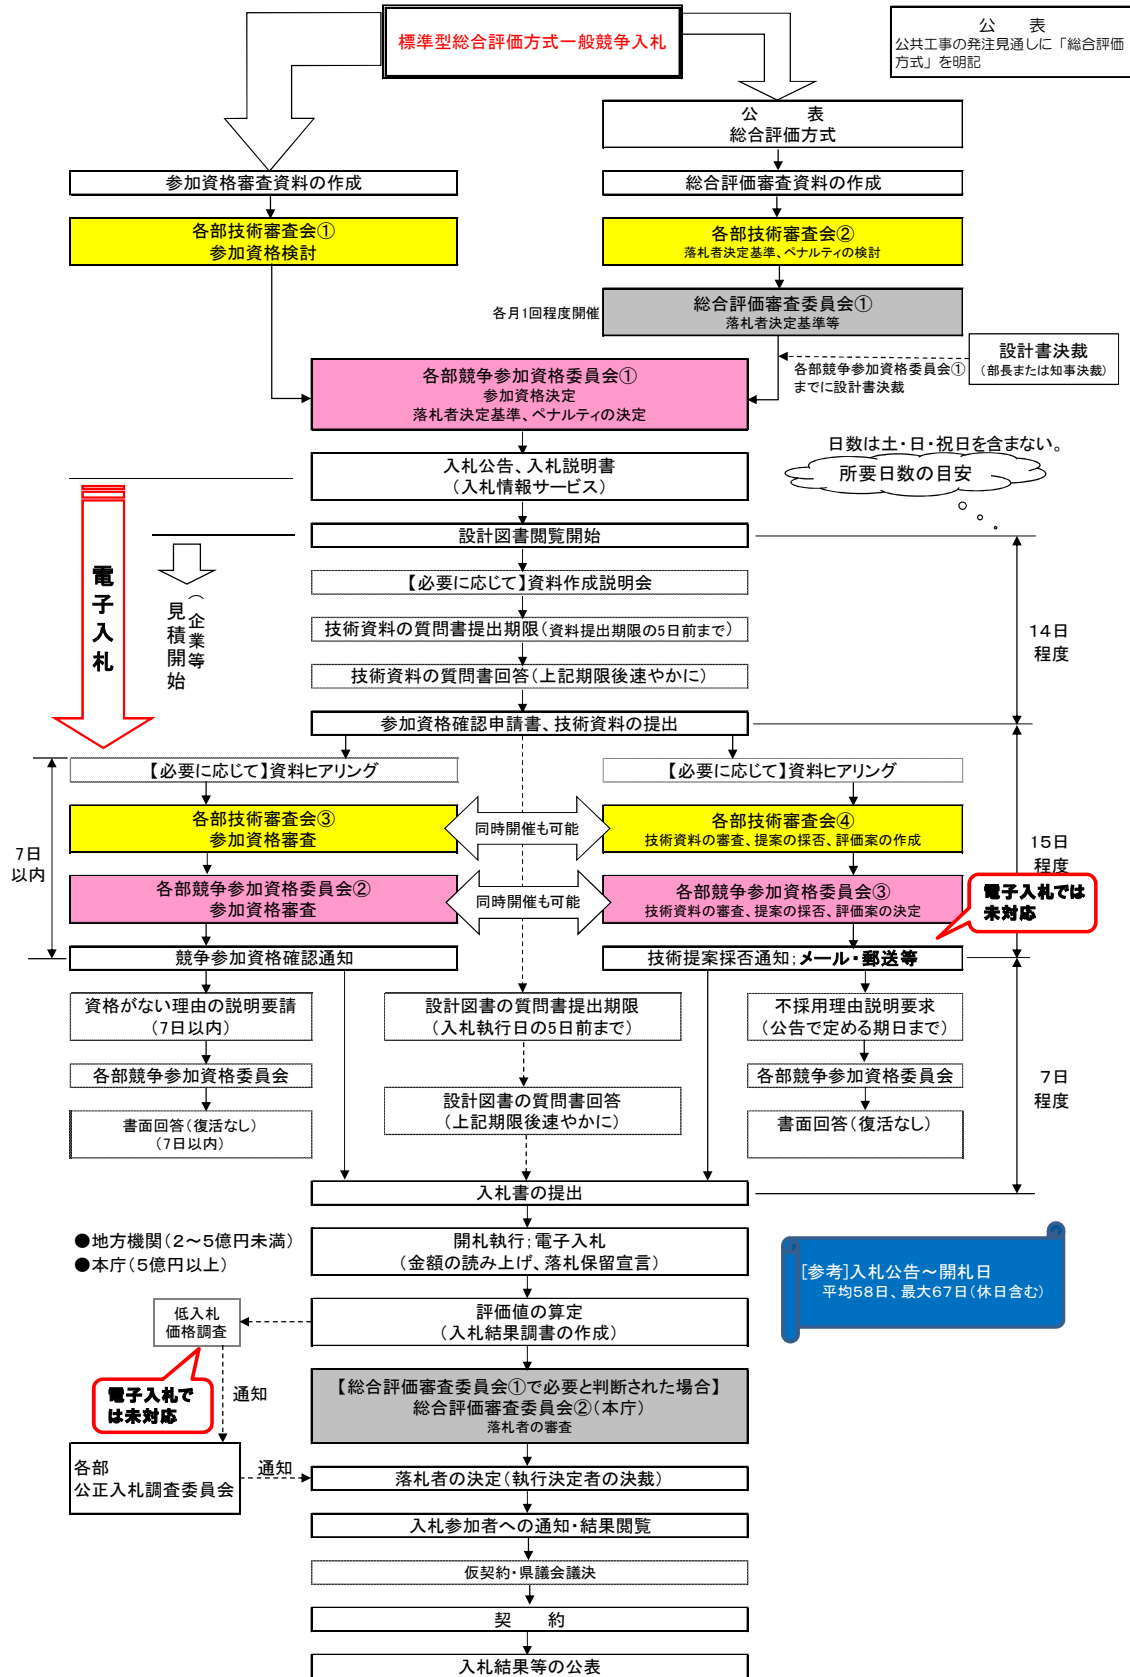 標準型総合評価方式一般競争入札
公　　表
公共工事の発注見通しに「総合評価
方式」を明記
公　　表
総合評価方式
参加資格審査資料の作成
総合評価審査資料の作成
各部技術審査会①
参加資格検討
各部技術審査会②
落札者決定基準、ペナルティの検討
各月1回程度開催
総合評価審査委員会①
落札者決定基準等
設計書決裁
（部長または知事決裁）
各部競争参加資格委員会①
までに設計書決裁
各部競争参加資格委員会①
参加資格決定
落札者決定基準、ペナルティの決定
日数は土・日・祝日を含まない。
所要日数の目安
入札公告、入札説明書
（入札情報サービス）
設計図書閲覧開始
電子入札
（企業等
見積開始
【必要に応じて】資料作成説明会
技術資料の質問書提出期限（資料提出期限の5日前まで）
技術資料の質問書回答（上記期限後速やかに）
14日
程度
参加資格確認申請書、技術資料の提出
【必要に応じて】資料ヒアリング
【必要に応じて】資料ヒアリング
各部技術審査会③
参加資格審査
同時開催も可能
各部技術審査会④
技術資料の審査、提案の採否、評価案の作成
7日
以内
15日
程度
各部競争参加資格委員会②
参加資格審査
同時開催も可能
各部競争参加資格委員会③
技術資料の審査、提案の採否、評価案の決定
電子入札では
未対応
競争参加資格確認通知
技術提案採否通知；メール・郵送等
資格がない理由の説明要請
（7日以内）
設計図書の質問書提出期限
（入札執行日の5日前まで）
不採用理由説明要求
（公告で定める期日まで）
各部競争参加資格委員会
各部競争参加資格委員会
7日
程度
書面回答（復活なし）
（7日以内）
設計図書の質問書回答
（上記期限後速やかに）
書面回答（復活なし）
入札書の提出
●地方機関（2～5億円未満）
●本庁（5億円以上）
開札執行；電子入札
（金額の読み上げ、落札保留宣言）
[参考]入札公告～開札日
平均58日、最大67日（休日含む）
低入札
価格調査
評価値の算定
（入札結果調書の作成）
電子入札で
は未対応
通知
【総合評価審査委員会①で必要と判断された場合】
総合評価審査委員会②（本庁）
落札者の審査
各部
公正入札調査委員会
通知
落札者の決定（執行決定者の決裁）
入札参加者への通知・結果閲覧
仮契約・県議会議決
契　　約
入札結果等の公表